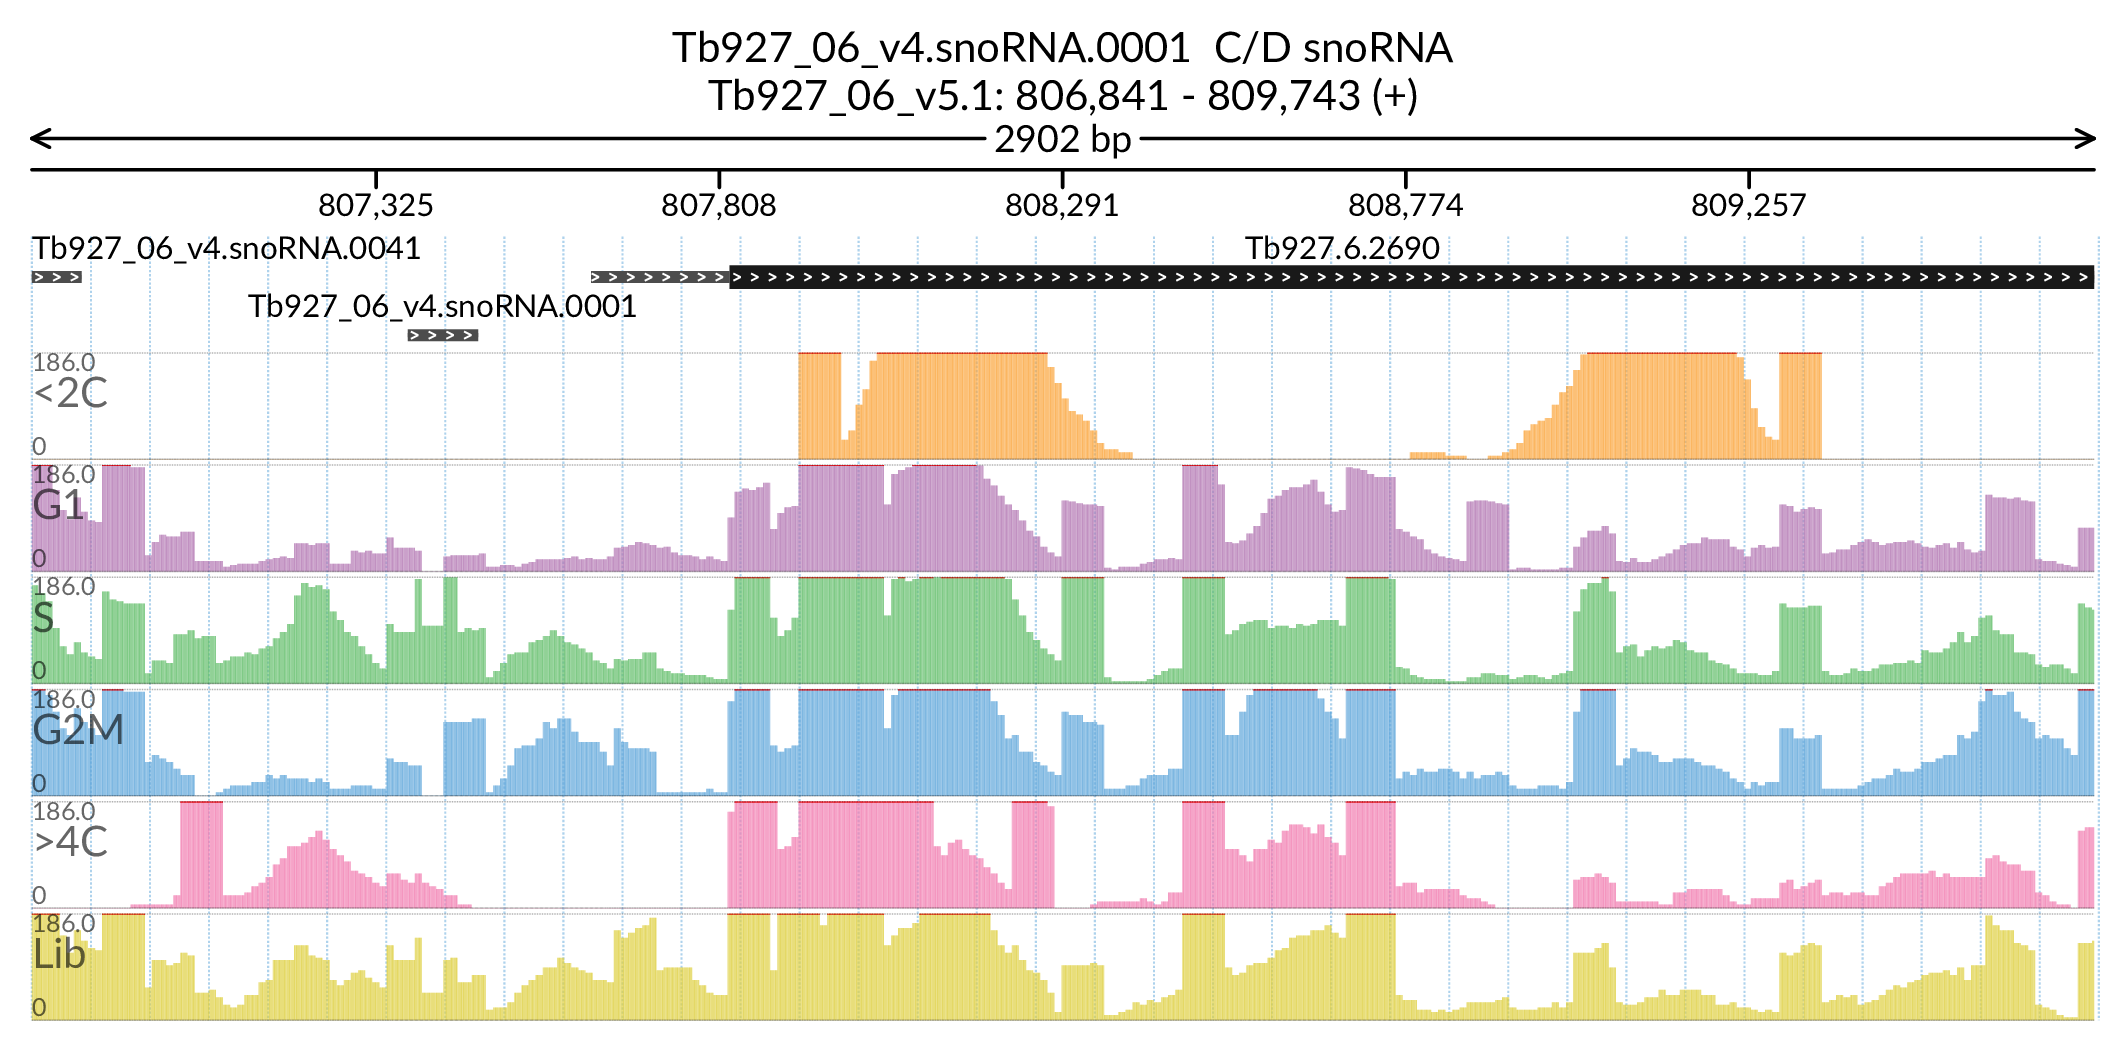 Tb927_06_v4.snoRNA.0001  C/D snoRNA
Tb927_06_v5.1: 806,841 - 809,743 (+)
2902 bp
807,325 807,808 808,291 808,774 809,257
Tb927_06_v4.snoRNA.0041 Tb927.6.2690
Tb927_06_v4.snoRNA.0001
186.0
<2C
0
186.0
G1
0
186.0
S
0
186.0
G2M
0
186.0
>4C
0
186.0
Lib
0